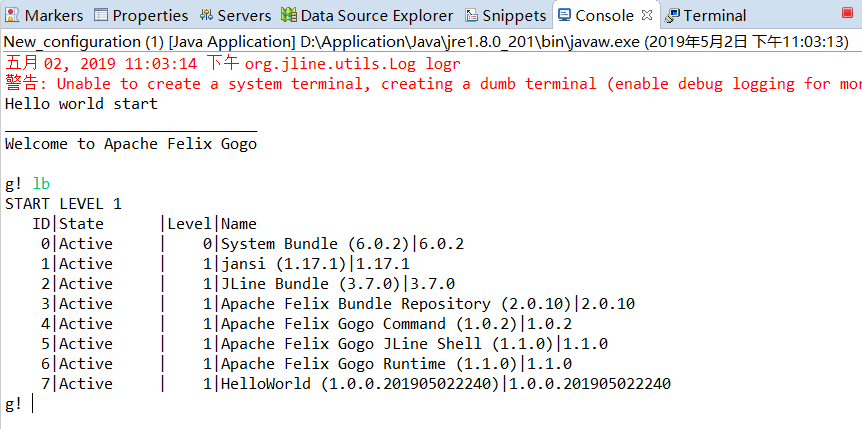 Markers Properties Servers Data Source Explorer Snippets Console Terminal
New_configuration (1) [Java Application] D:\Application\Java\jre1.8.0_201\bin\javaw.exe (2019年5月2日 下午11:03:13)
五月 02, 2019 11:03:14 下午 org.jline.utils.Log logr
警告: Unable to create a system terminal, creating a dumb terminal (enable debug logging for mor
Hello world start
____________________________
Welcome to Apache Felix Gogo
g! lb
START LEVEL 1
   ID|State      |Level|Name
    0|Active     |    0|System Bundle (6.0.2)|6.0.2
    1|Active     |    1|jansi (1.17.1)|1.17.1
    2|Active     |    1|JLine Bundle (3.7.0)|3.7.0
    3|Active     |    1|Apache Felix Bundle Repository (2.0.10)|2.0.10
    4|Active     |    1|Apache Felix Gogo Command (1.0.2)|1.0.2
    5|Active     |    1|Apache Felix Gogo JLine Shell (1.1.0)|1.1.0
    6|Active     |    1|Apache Felix Gogo Runtime (1.1.0)|1.1.0
    7|Active     |    1|HelloWorld (1.0.0.201905022240)|1.0.0.201905022240
g!